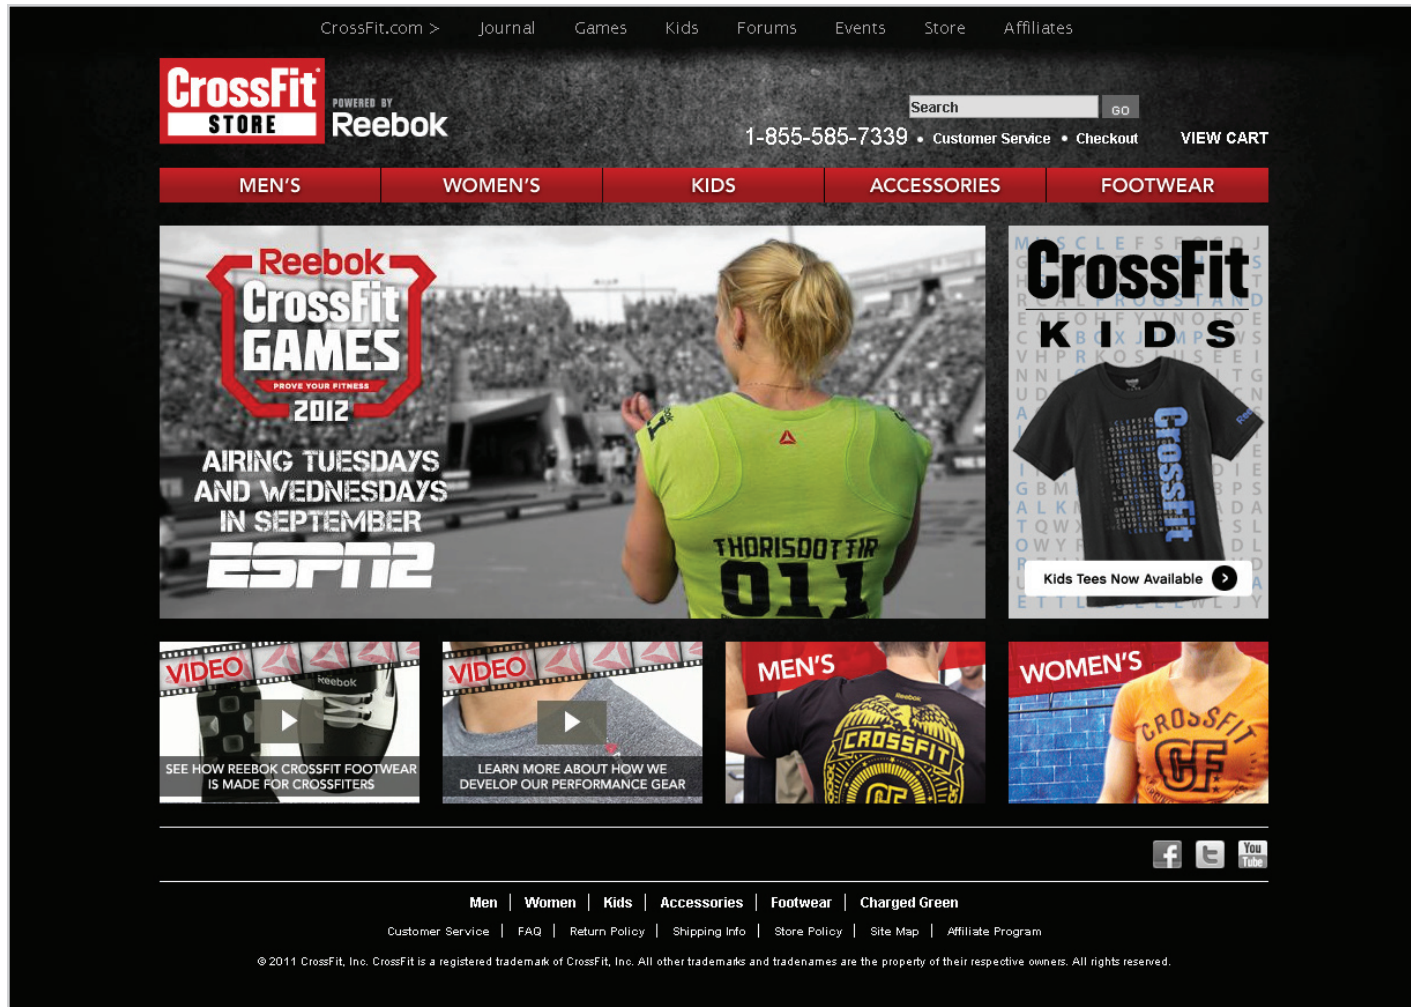 CrossFit.com > Journal Games Kids Forums Events Store Affiliates
CrossFit
STORE
POWERED BY
Reebok
Search GO
1-855-585-7339 • Customer Service • Checkout VIEW CART
MEN'S WOMEN'S KIDS ACCESSORIES FOOTWEAR
Reebok
CrossFit
GAMES
PROVE YOUR FITNESS
2012
AIRING TUESDAYS
AND WEDNESDAYS
IN SEPTEMBER
ESPN2
Reebok
THORISDOTTIR
011
CrossFit
KIDS
CrossFit
Kids Tees Now Available
VIDEO
Reebok
SEE HOW REEBOK CROSSFIT FOOTWEAR
IS MADE FOR CROSSFITERS
VIDEO
LEARN MORE ABOUT HOW WE
DEVELOP OUR PERFORMANCE GEAR
MEN'S
Reebok
CROSSFIT
CF
WOMEN'S
CROSSFIT
CF
You
Tube
Men | Women | Kids | Accessories | Footwear | Charged Green
Customer Service | FAQ | Return Policy | Shipping Info | Store Policy | Site Map | Affiliate Program
© 2011 CrossFit, Inc. CrossFit is a registered trademark of CrossFit, Inc. All other trademarks and tradenames are the property of their respective owners. All rights reserved.